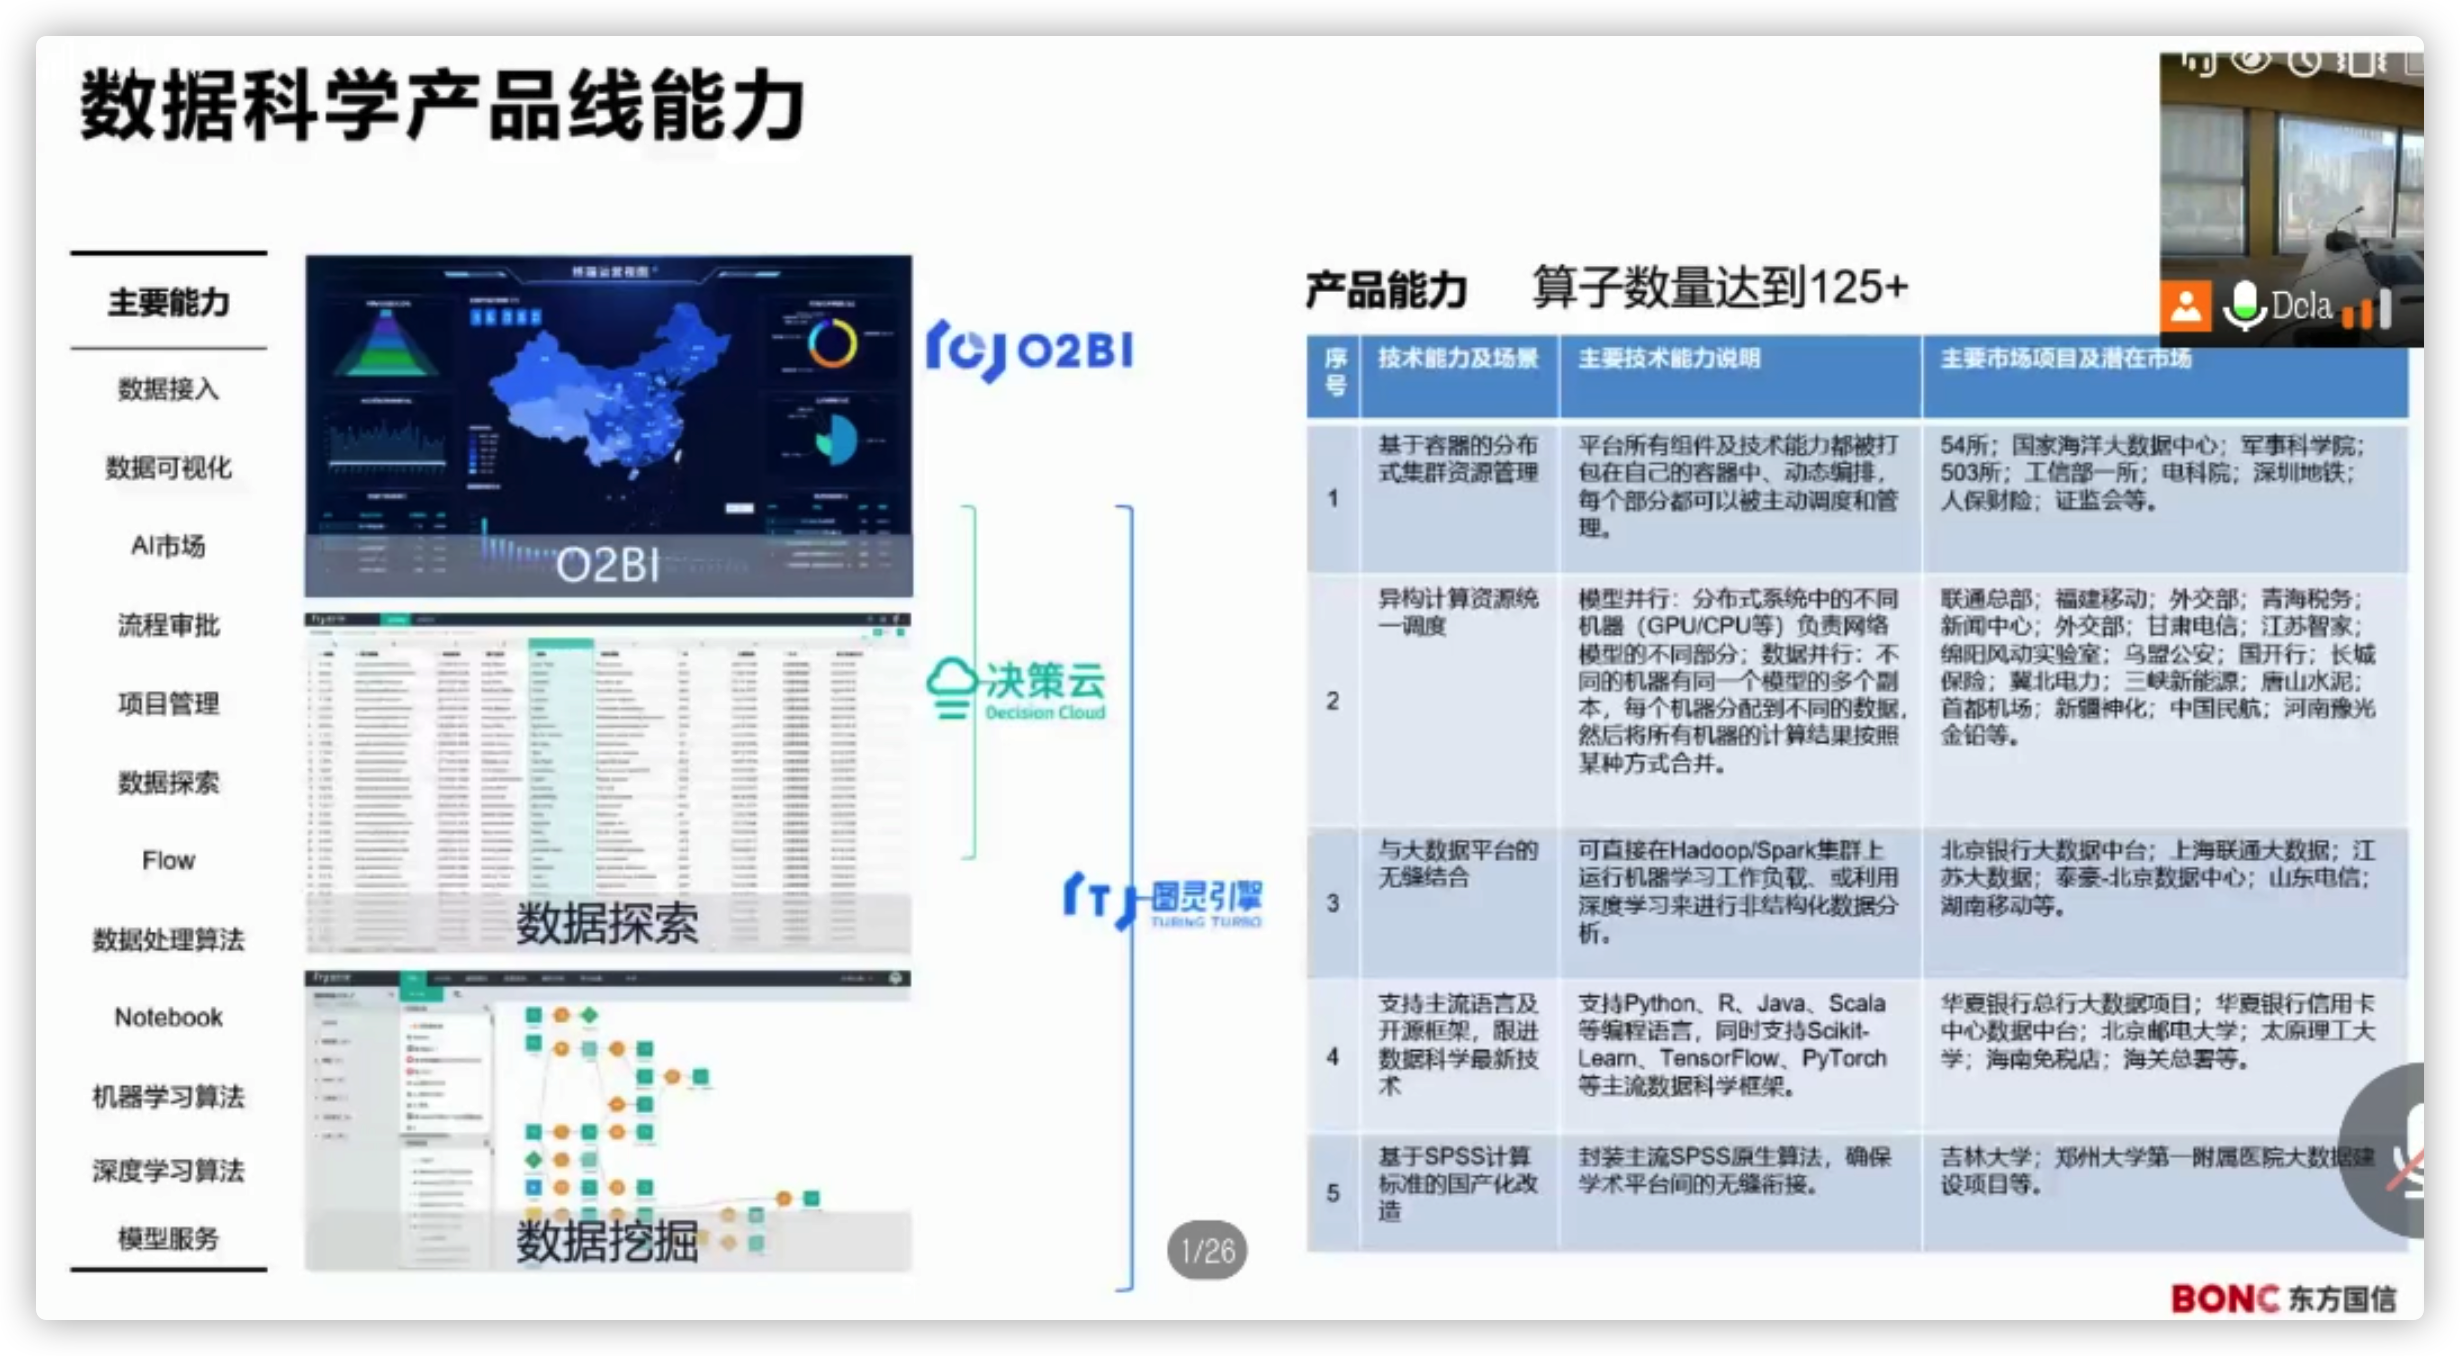 数据科学产品线能力
主要能力
数据接入
数据可视化
AI市场
流程审批
项目管理
数据探索
Flow
数据处理算法
Notebook
机器学习算法
深度学习算法
模型服务
终端运营视图
O2BI
数据探索
数据挖掘
O2BI
决策云
Decision Cloud
图灵引擎
TURING TURBO
1/26
产品能力 算子数量达到125+
Dcla
序
号
技术能力及场景
主要技术能力说明
主要市场项目及潜在市场
1
基于容器的分布
式集群资源管理
平台所有组件及技术能力都被打
包在自己的容器中、动态编排，
每个部分都可以被主动调度和管
理。
54所；国家海洋大数据中心；军事科学院；
503所；工信部一所；电科院；深圳地铁；
人保财险；证监会等。
2
异构计算资源统
一调度
模型并行：分布式系统中的不同
机器（GPU/CPU等）负责网络
模型的不同部分；数据并行：不
同的机器有同一个模型的多个副
本，每个机器分配到不同的数据，
然后将所有机器的计算结果按照
某种方式合并。
联通总部；福建移动；外交部；青海税务；
新闻中心；外交部；甘肃电信；江苏智家；
绵阳风动实验室；乌盟公安；国开行；长城
保险；冀北电力；三峡新能源；唐山水泥；
首都机场；新疆神化；中国民航；河南豫光
金铅等。
3
与大数据平台的
无缝结合
可直接在Hadoop/Spark集群上
运行机器学习工作负载、或利用
深度学习来进行非结构化数据分
析。
北京银行大数据中台；上海联通大数据；江
苏大数据；泰豪-北京数据中心；山东电信；
湖南移动等。
4
支持主流语言及
开源框架，跟进
数据科学最新技
术
支持Python、R、Java、Scala
等编程语言，同时支持Scikit-
Learn、TensorFlow、PyTorch
等主流数据科学框架。
华夏银行总行大数据项目；华夏银行信用卡
中心数据中台；北京邮电大学；太原理工大
学；海南免税店；海关总署等。
5
基于SPSS计算
标准的国产化改
造
封装主流SPSS原生算法，确保
学术平台间的无缝衔接。
吉林大学；郑州大学第一附属医院大数据建
设项目等。
BONC 东方国信